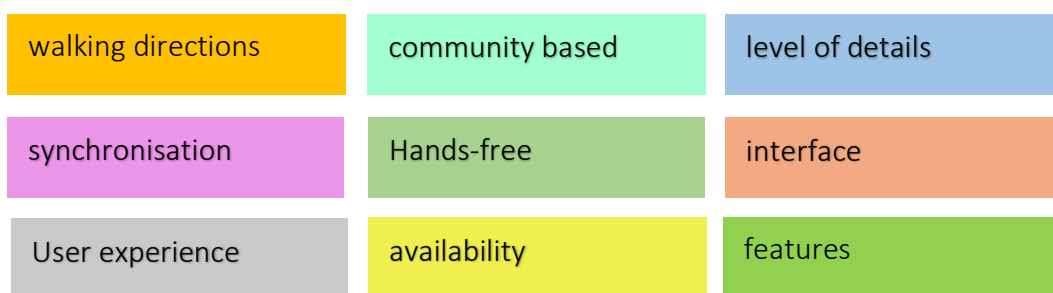 walking directions
community based
level of details
synchronisation
Hands-free
interface
User experience
availability
features